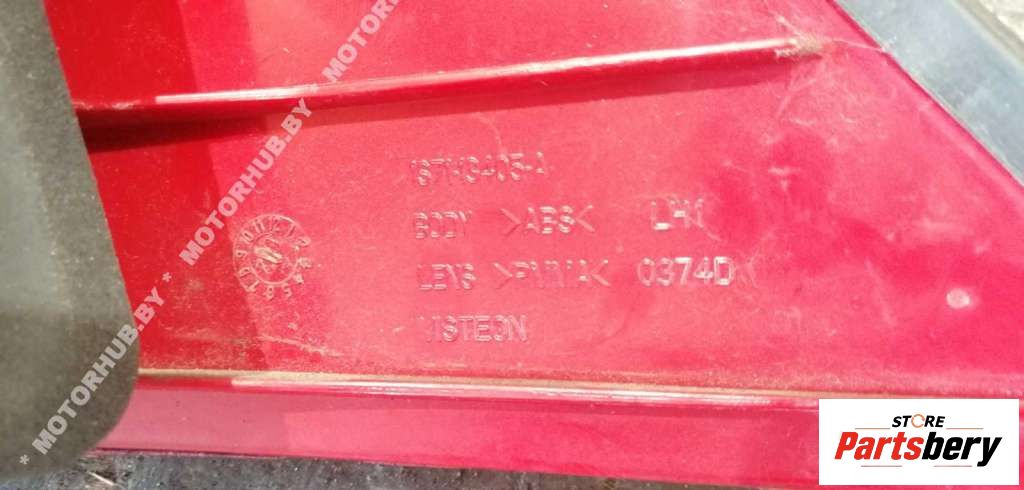 * MOTORHUB.BY * MOTORHUB.BY * MOTORHUB.BY
BODY >ABS< LH
LENS >PMMA< 0374D
VISTEON
STORE
Partsbery